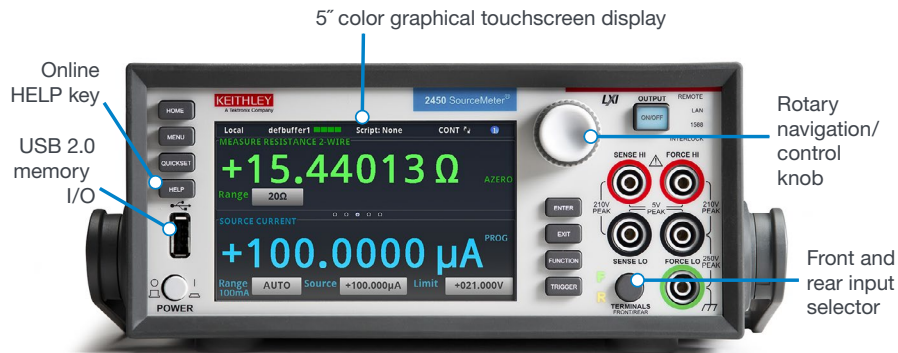 5″ color graphical touchscreen display
Online
HELP key
USB 2.0
memory
I/O
Rotary
navigation/
control
knob
Front and
rear input
selector
HOME
MENU
QUICKSET
HELP
POWER
KEITHLEY
A Tektronix Company
2450 SourceMeter®
Local defbuffer1 Script: None CONT
MEASURE RESISTANCE 2-WIRE
+15.44013 Ω
AZERO
Range 20Ω
SOURCE CURRENT
+100.0000 µA
PROG
Range AUTO Source +100.000µA Limit +021.000V
100mA
ENTER
EXIT
FUNCTION
TRIGGER
LXI
OUTPUT
ON/OFF
REMOTE
LAN
1588
INTERLOCK
SENSE HI
FORCE HI
210V
PEAK
5V
PEAK
210V
PEAK
SENSE LO
FORCE LO
250V
PEAK
F
R
TERMINALS
FRONT/REAR